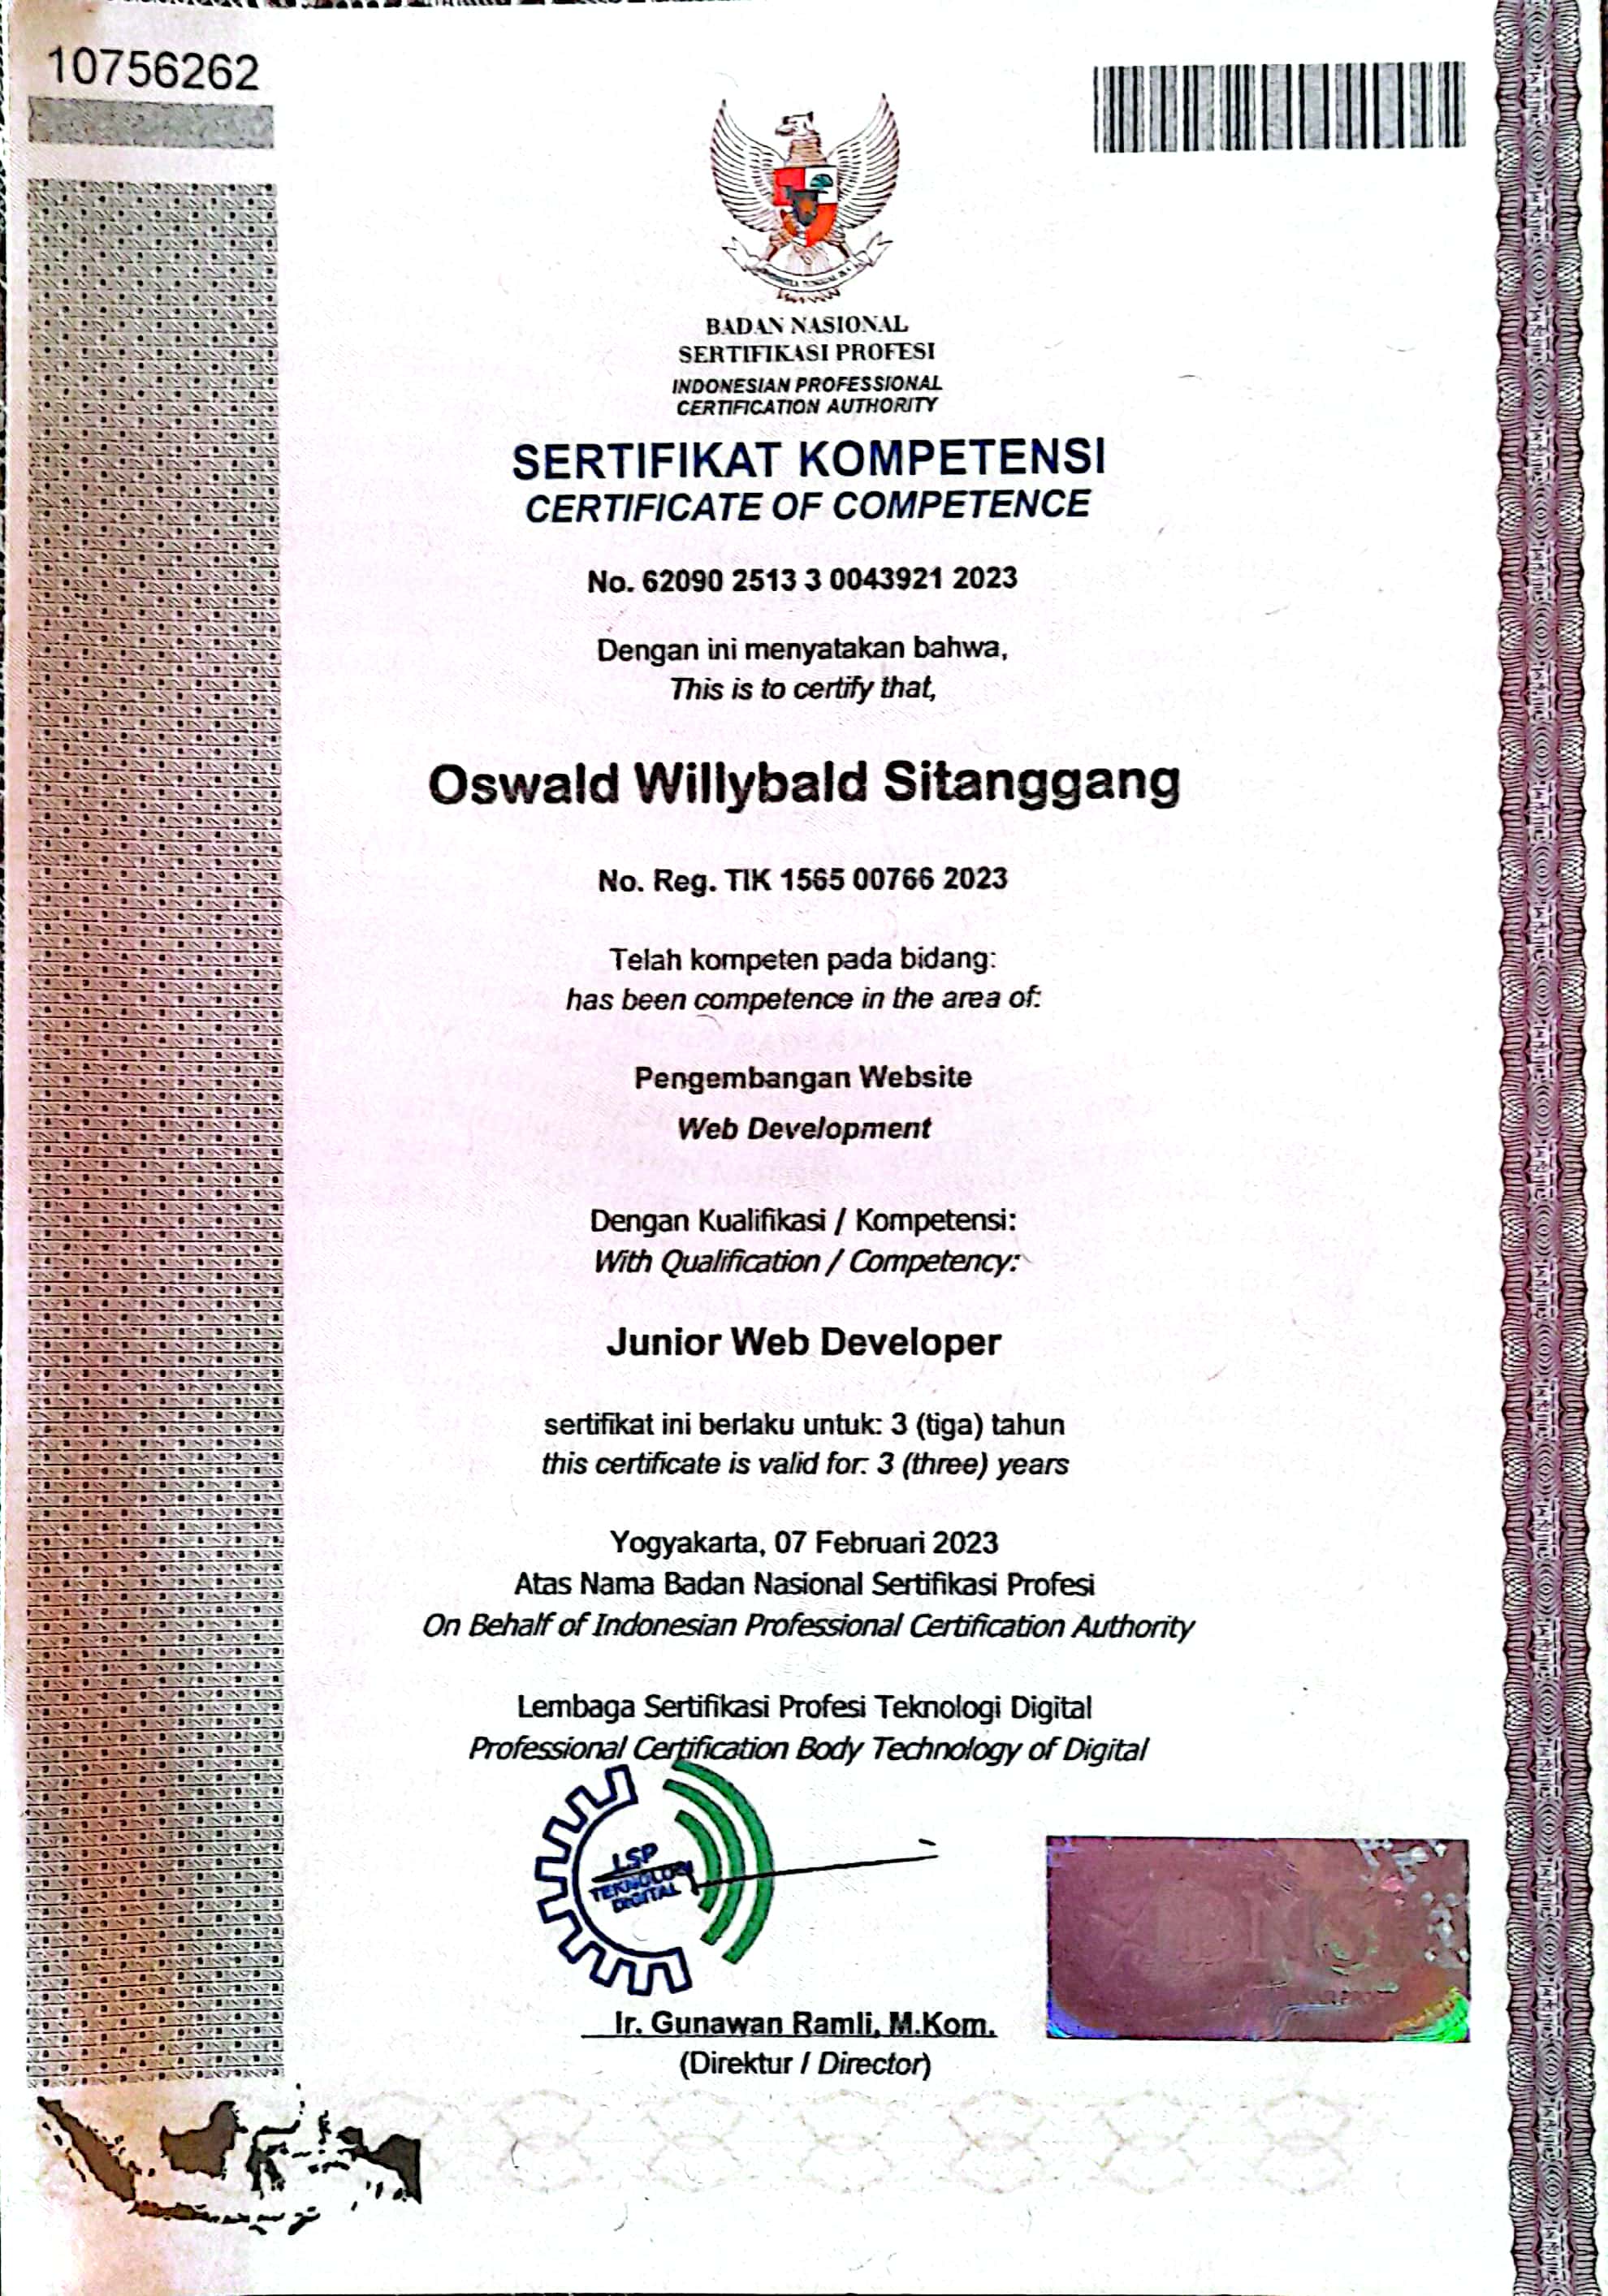 10756262
BADAN NASIONAL
SERTIFIKASI PROFESI
INDONESIAN PROFESSIONAL
CERTIFICATION AUTHORITY
SERTIFIKAT KOMPETENSI
CERTIFICATE OF COMPETENCE
No. 62090 2513 3 0043921 2023
Dengan ini menyatakan bahwa,
This is to certify that,
Oswald Willybald Sitanggang
No. Reg. TIK 1565 00766 2023
Telah kompeten pada bidang:
has been competence in the area of:
Pengembangan Website
Web Development
Dengan Kualifikasi / Kompetensi:
With Qualification / Competency:
Junior Web Developer
sertifikat ini berlaku untuk: 3 (tiga) tahun
this certificate is valid for: 3 (three) years
Yogyakarta, 07 Februari 2023
Atas Nama Badan Nasional Sertifikasi Profesi
On Behalf of Indonesian Professional Certification Authority
Lembaga Sertifikasi Profesi Teknologi Digital
Professional Certification Body Technology of Digital
LSP
TEKNOLOGI
DIGITAL
Ir. Gunawan Ramli, M.Kom.
(Direktur / Director)